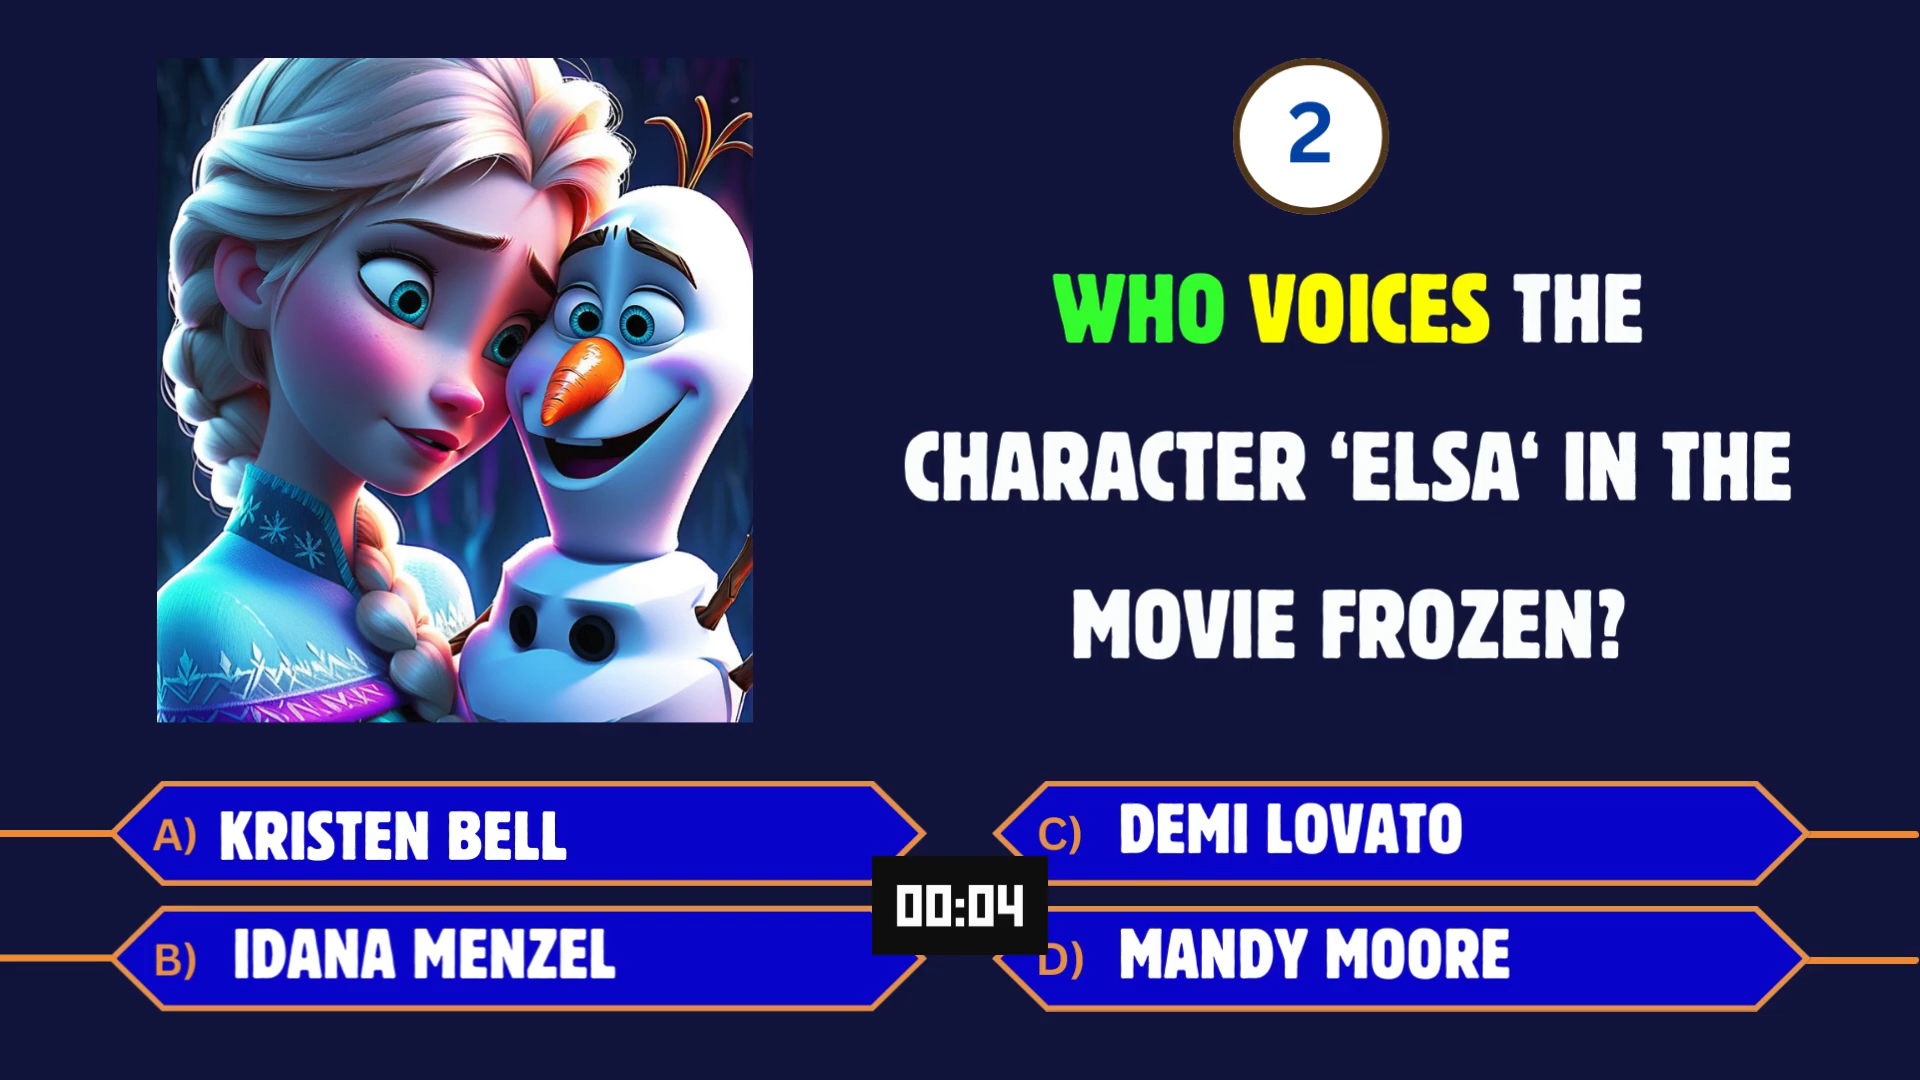 2
WHO VOICES THE
CHARACTER ‘ELSA‘ IN THE
MOVIE FROZEN?
A) KRISTEN BELL
C) DEMI LOVATO
00:04
B) IDANA MENZEL
D) MANDY MOORE